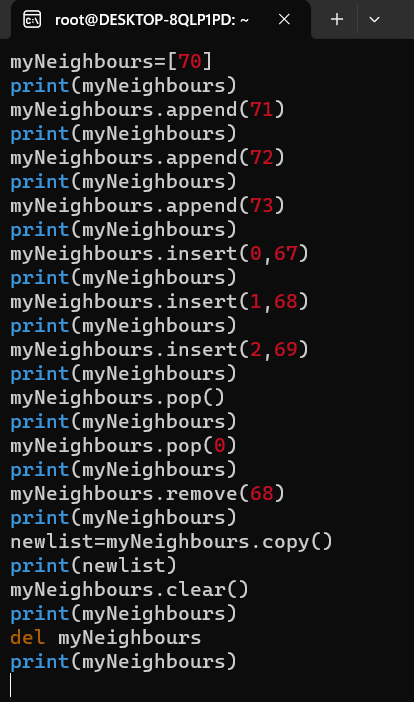 root@DESKTOP-8QLP1PD: ~
myNeighbours=[70]
print(myNeighbours)
myNeighbours.append(71)
print(myNeighbours)
myNeighbours.append(72)
print(myNeighbours)
myNeighbours.append(73)
print(myNeighbours)
myNeighbours.insert(0,67)
print(myNeighbours)
myNeighbours.insert(1,68)
print(myNeighbours)
myNeighbours.insert(2,69)
print(myNeighbours)
myNeighbours.pop()
print(myNeighbours)
myNeighbours.pop(0)
print(myNeighbours)
myNeighbours.remove(68)
print(myNeighbours)
newlist=myNeighbours.copy()
print(newlist)
myNeighbours.clear()
print(myNeighbours)
del myNeighbours
print(myNeighbours)